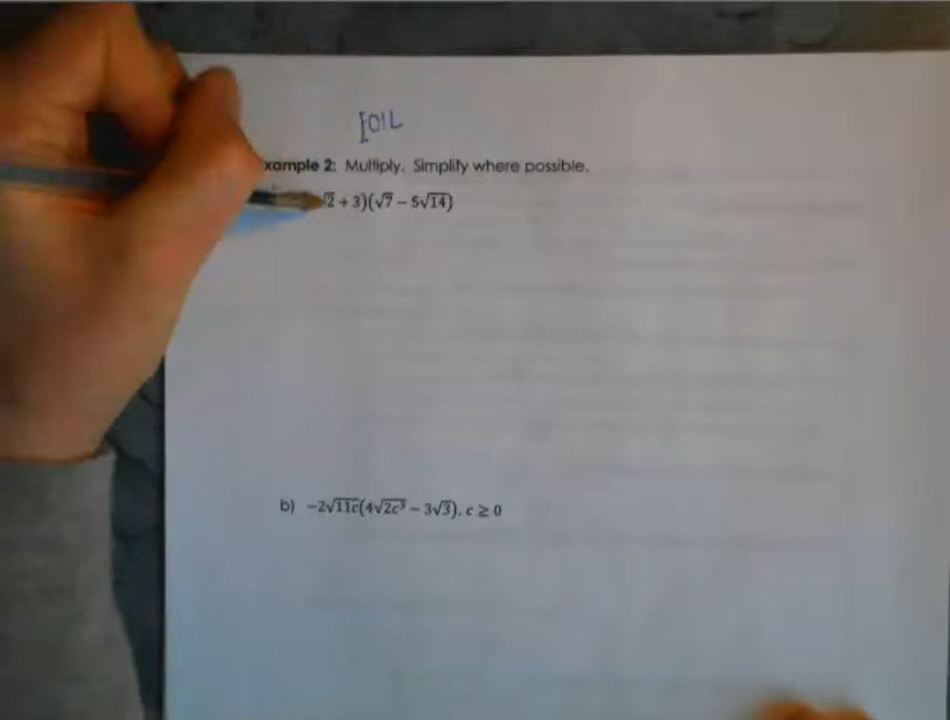 FOIL
xample 2: Multiply. Simplify where possible.
√2 + 3)(√7 − 5√14)
b) −2√11c(4√2c³ − 3√3), c ≥ 0